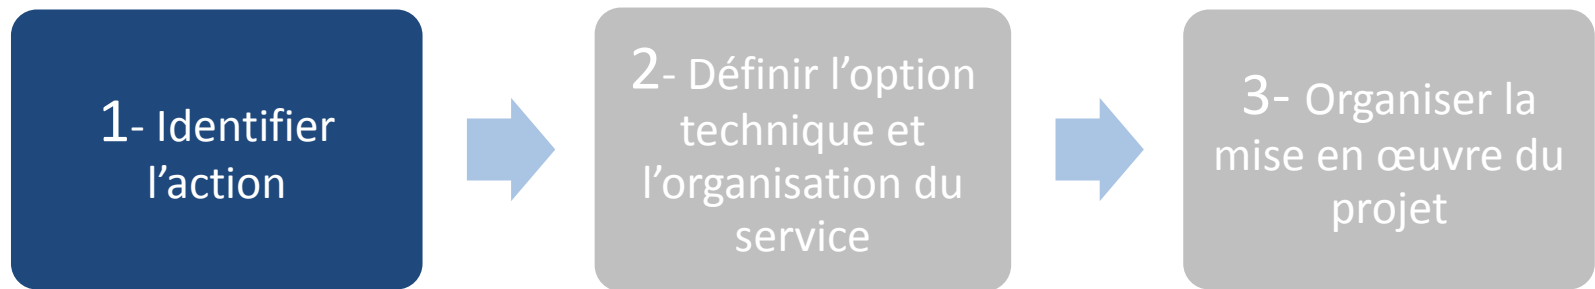 1- Identifier
l’action
2- Définir l’option
technique et
l’organisation du
service
3- Organiser la
mise en œuvre du
projet